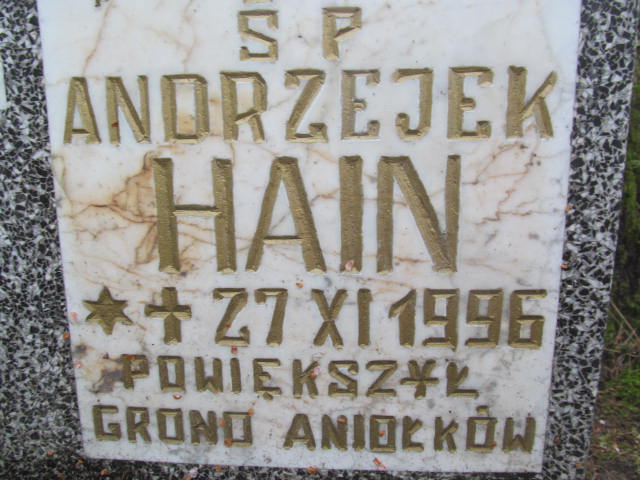 Ś P
ANDRZEJEK
HAIN
★ ✝ 27 XI 1996
POWIĘKSZYŁ
GRONO ANIOŁKÓW